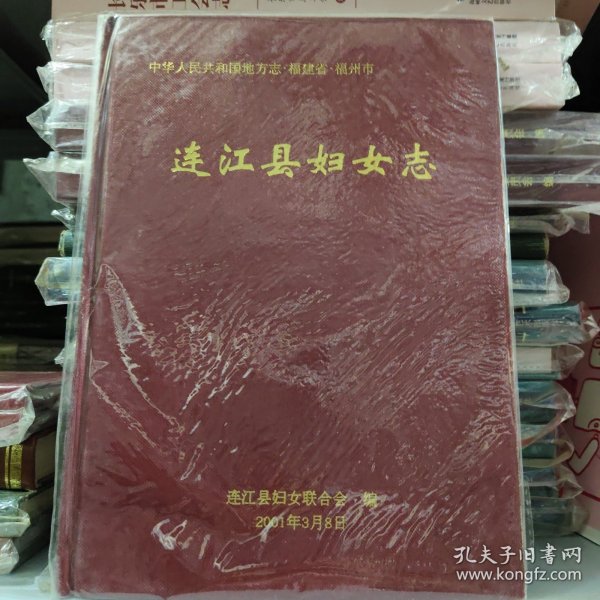 中华人民共和国地方志·福建省·福州市
连江县妇女志
连江县妇女联合会 编
2001年3月8日
孔夫子旧书网
www.kongfz.com